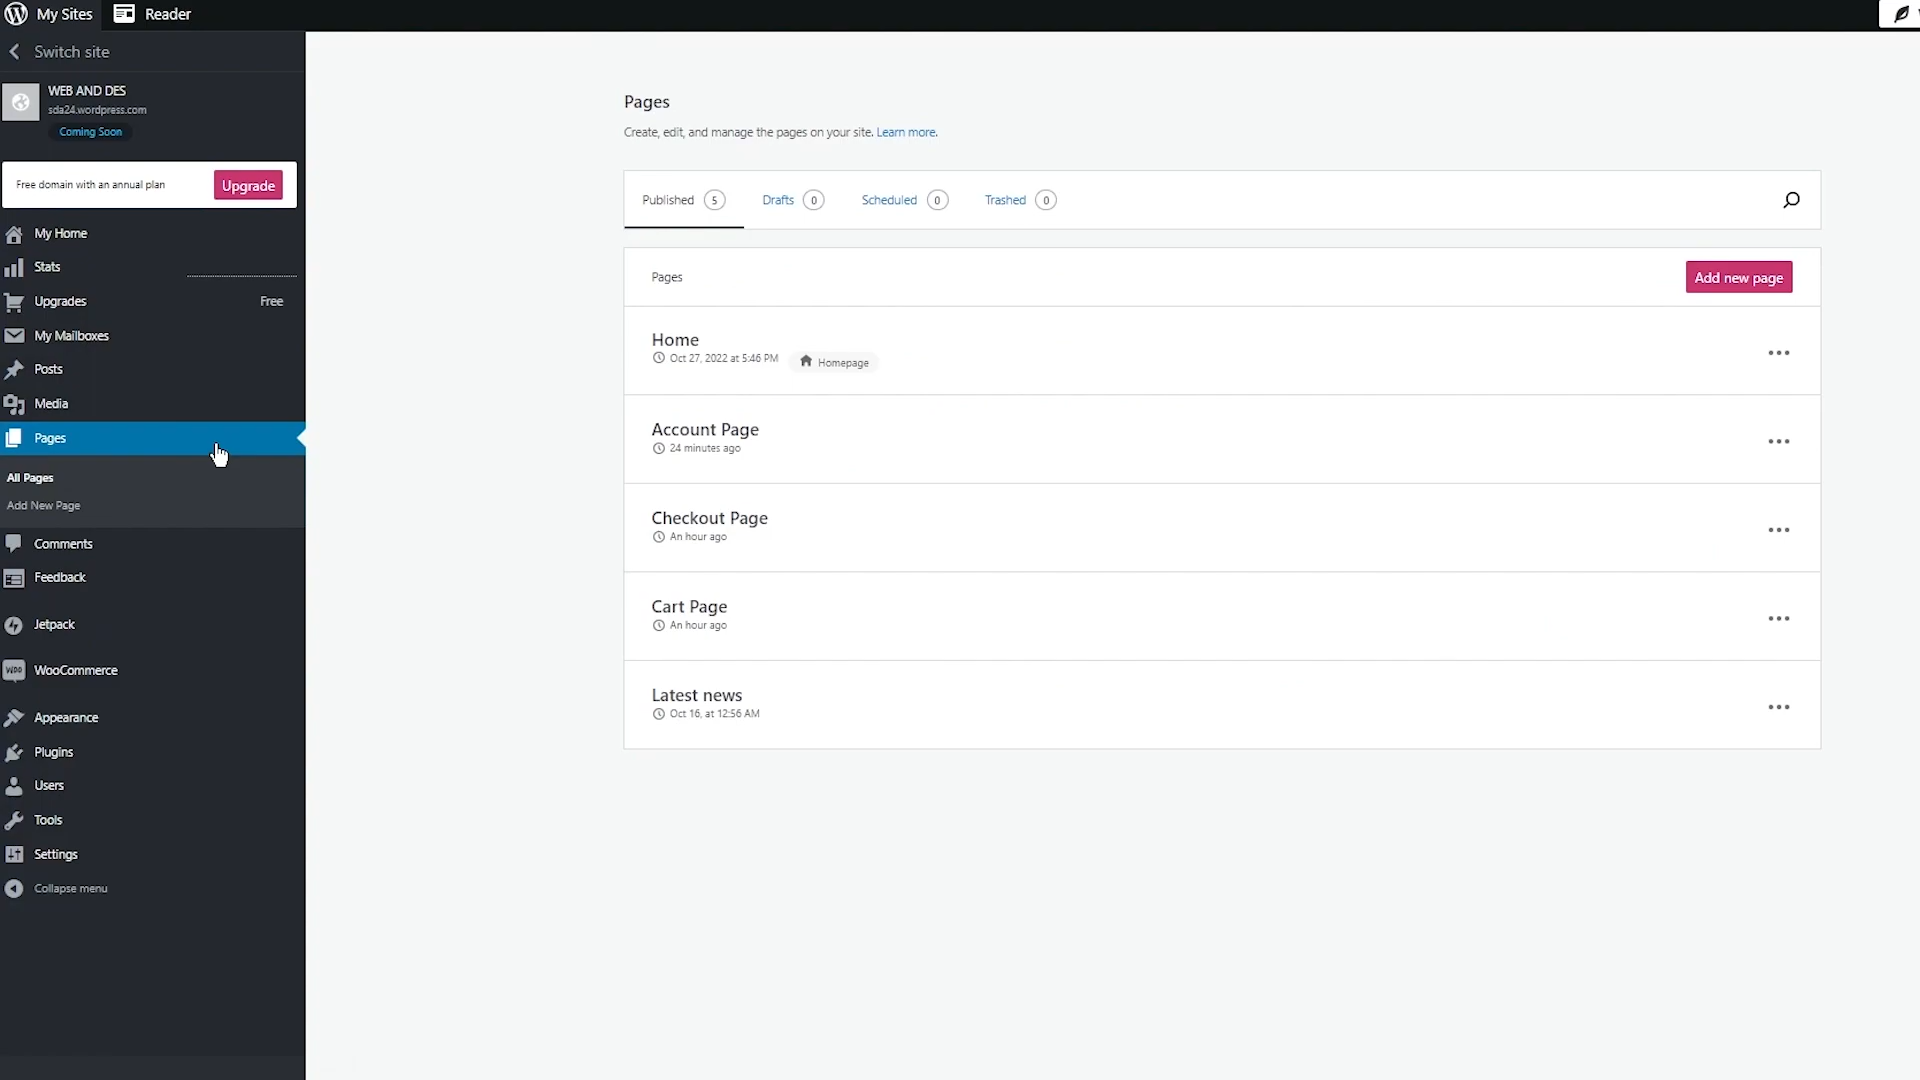 My Sites
Reader
Switch site
WEB AND DES
sda24.wordpress.com
Coming Soon
Free domain with an annual plan
Upgrade
My Home
Stats
Upgrades
Free
My Mailboxes
Posts
Media
Pages
All Pages
Add New Page
Comments
Feedback
Jetpack
WOO
WooCommerce
Appearance
Plugins
Users
Tools
Settings
Collapse menu
Pages
Create, edit, and manage the pages on your site. Learn more.
Published 5 Drafts 0 Scheduled 0 Trashed 0
Pages
Add new page
Home
Oct 27, 2022 at 5:46 PM Homepage
Account Page
24 minutes ago
Checkout Page
An hour ago
Cart Page
An hour ago
Latest news
Oct 16, at 12:56 AM